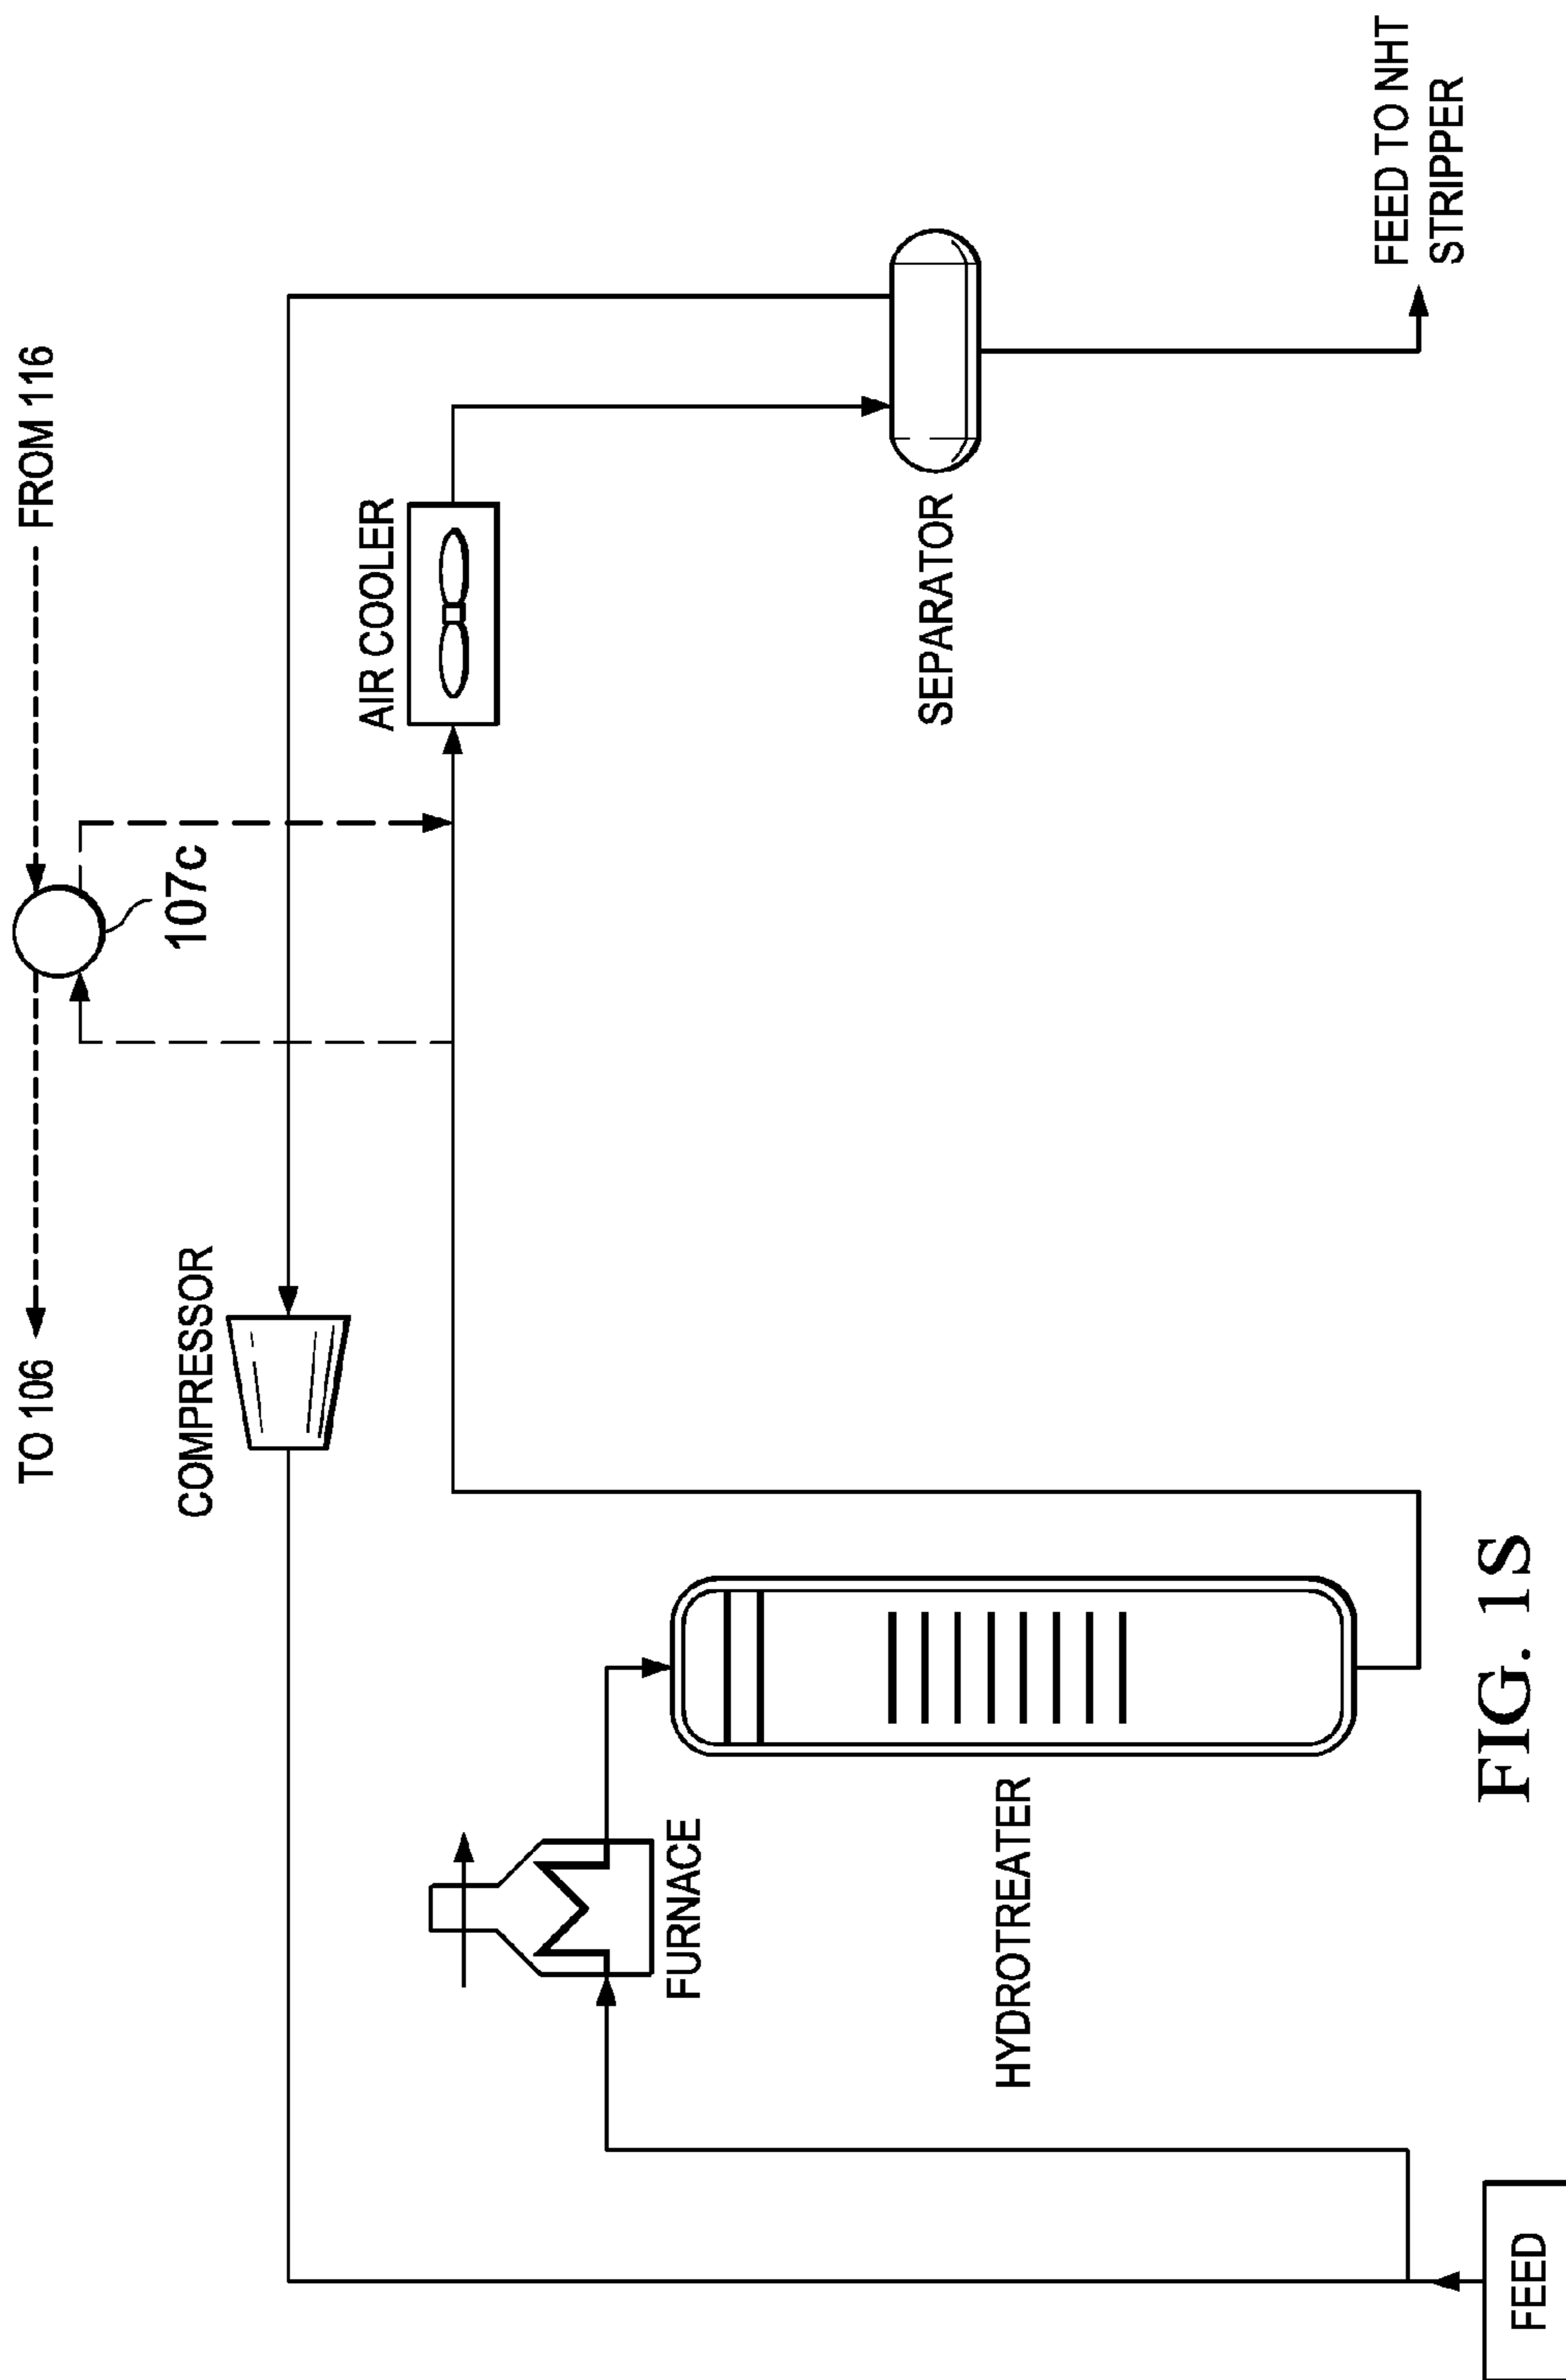 TO 106
FROM 116
107c
COMPRESSOR
AIR COOLER
FURNACE
SEPARATOR
HYDROTREATER
FEED TO NHT
STRIPPER
FEED
FIG. 1S